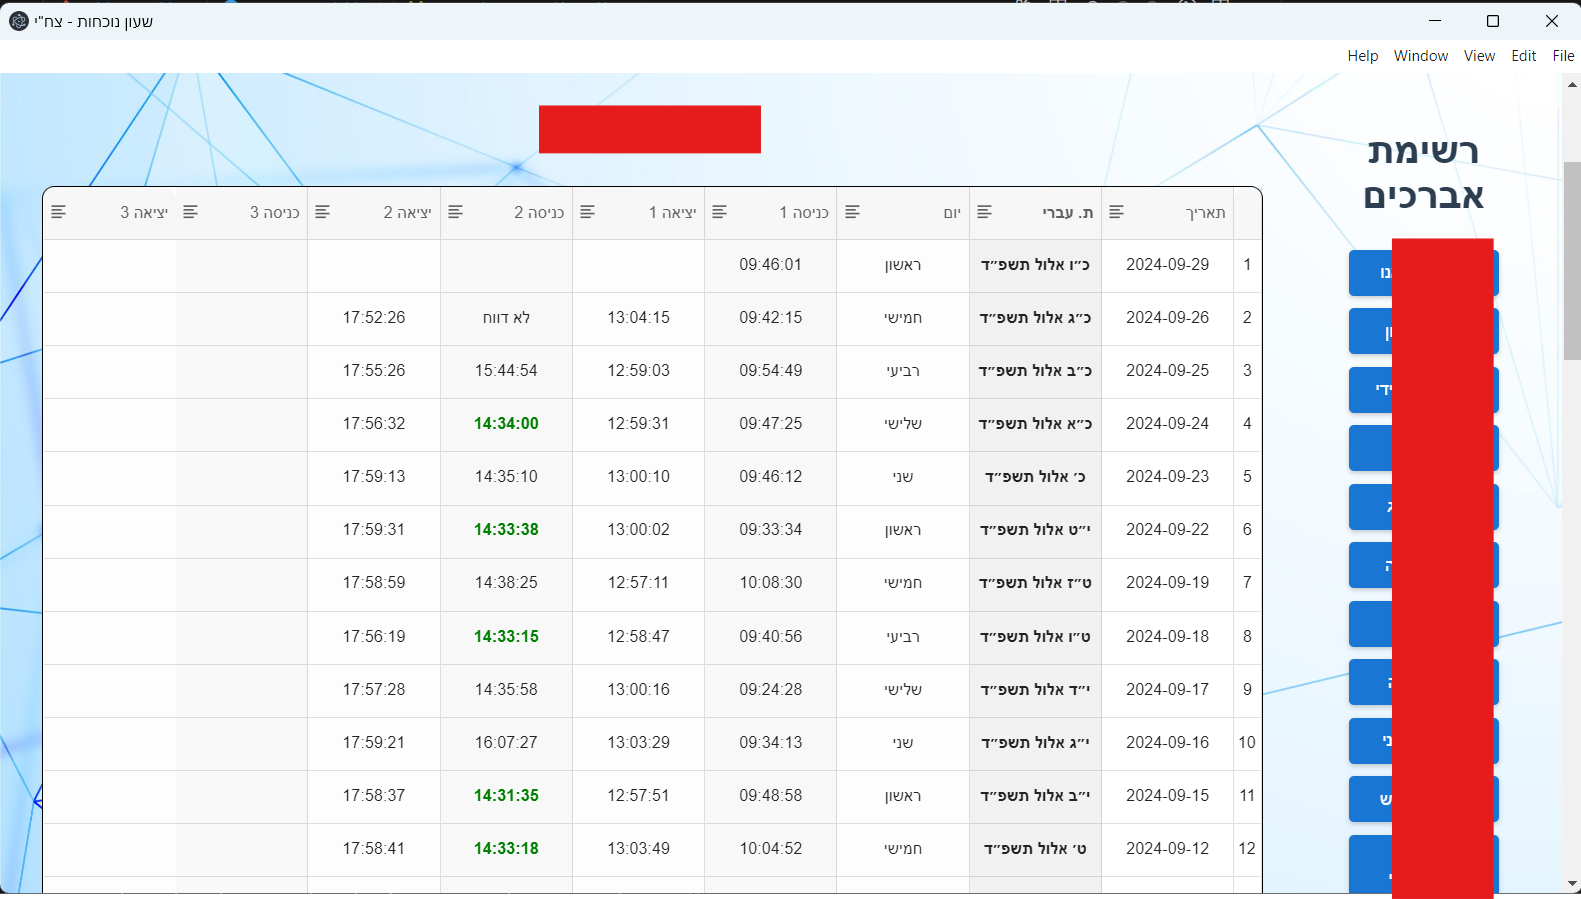 שעון נוכחות - צח"י
Help Window View Edit File
רשימת
אברכים
תאריך ת. עברי יום כניסה 1 יציאה 1 כניסה 2 יציאה 2 כניסה 3 יציאה 3
1 2024-09-29 כ״ו אלול תשפ״ד ראשון 09:46:01
2 2024-09-26 כ״ג אלול תשפ״ד חמישי 09:42:15 13:04:15 לא דווח 17:52:26
3 2024-09-25 כ״ב אלול תשפ״ד רביעי 09:54:49 12:59:03 15:44:54 17:55:26
4 2024-09-24 כ״א אלול תשפ״ד שלישי 09:47:25 12:59:31 14:34:00 17:56:32
5 2024-09-23 כ׳ אלול תשפ״ד שני 09:46:12 13:00:10 14:35:10 17:59:13
6 2024-09-22 י״ט אלול תשפ״ד ראשון 09:33:34 13:00:02 14:33:38 17:59:31
7 2024-09-19 ט״ז אלול תשפ״ד חמישי 10:08:30 12:57:11 14:38:25 17:58:59
8 2024-09-18 ט״ו אלול תשפ״ד רביעי 09:40:56 12:58:47 14:33:15 17:56:19
9 2024-09-17 י״ד אלול תשפ״ד שלישי 09:24:28 13:00:16 14:35:58 17:57:28
10 2024-09-16 י״ג אלול תשפ״ד שני 09:34:13 13:03:29 16:07:27 17:59:21
11 2024-09-15 י״ב אלול תשפ״ד ראשון 09:48:58 12:57:51 14:31:35 17:58:37
12 2024-09-12 ט׳ אלול תשפ״ד חמישי 10:04:52 13:03:49 14:33:18 17:58:41